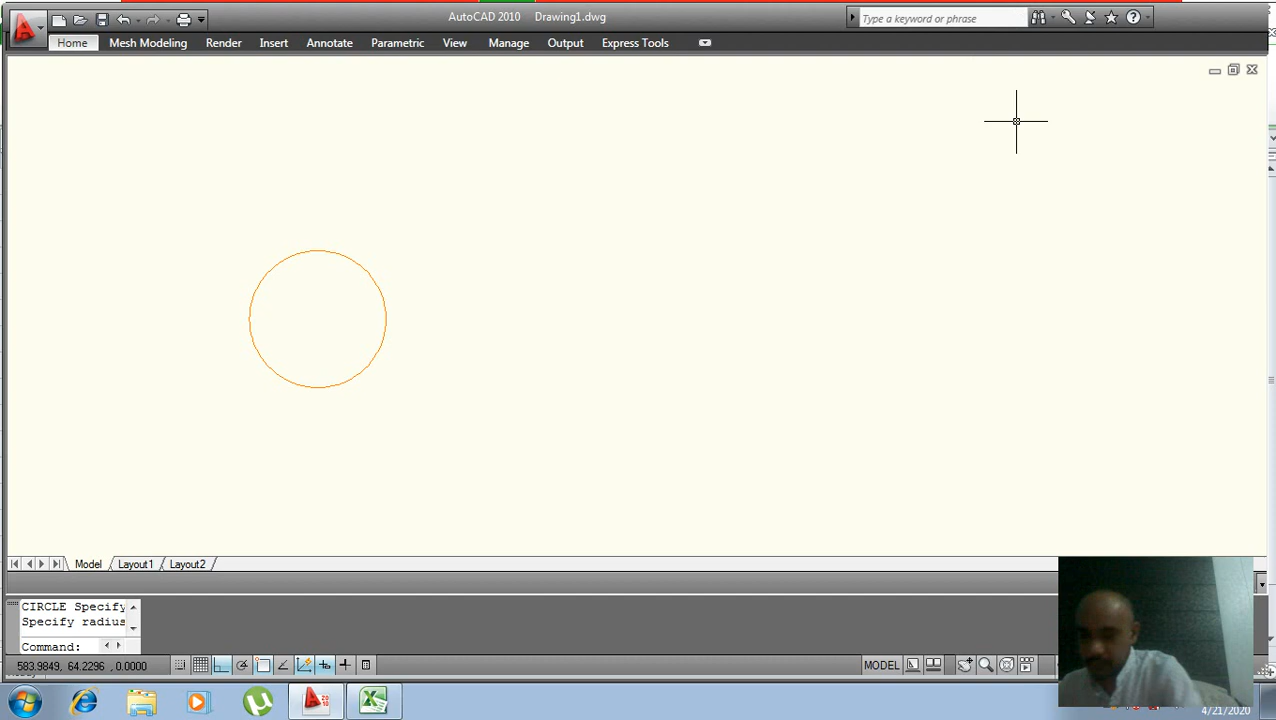 AutoCAD 2010 Drawing1.dwg
Type a keyword or phrase
Home Mesh Modeling Render Insert Annotate Parametric View Manage Output Express Tools
Model Layout1 Layout2
CIRCLE Specify
Specify radius
Command:
583.9849, 64.2296 , 0.0000
MODEL
4/21/2020